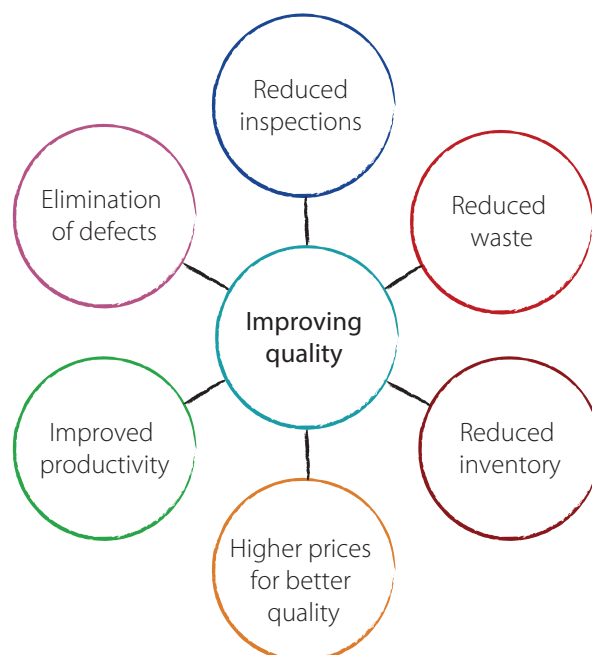 Reduced
inspections
Elimination
of defects
Reduced
waste
Improving
quality
Improved
productivity
Reduced
inventory
Higher prices
for better
quality